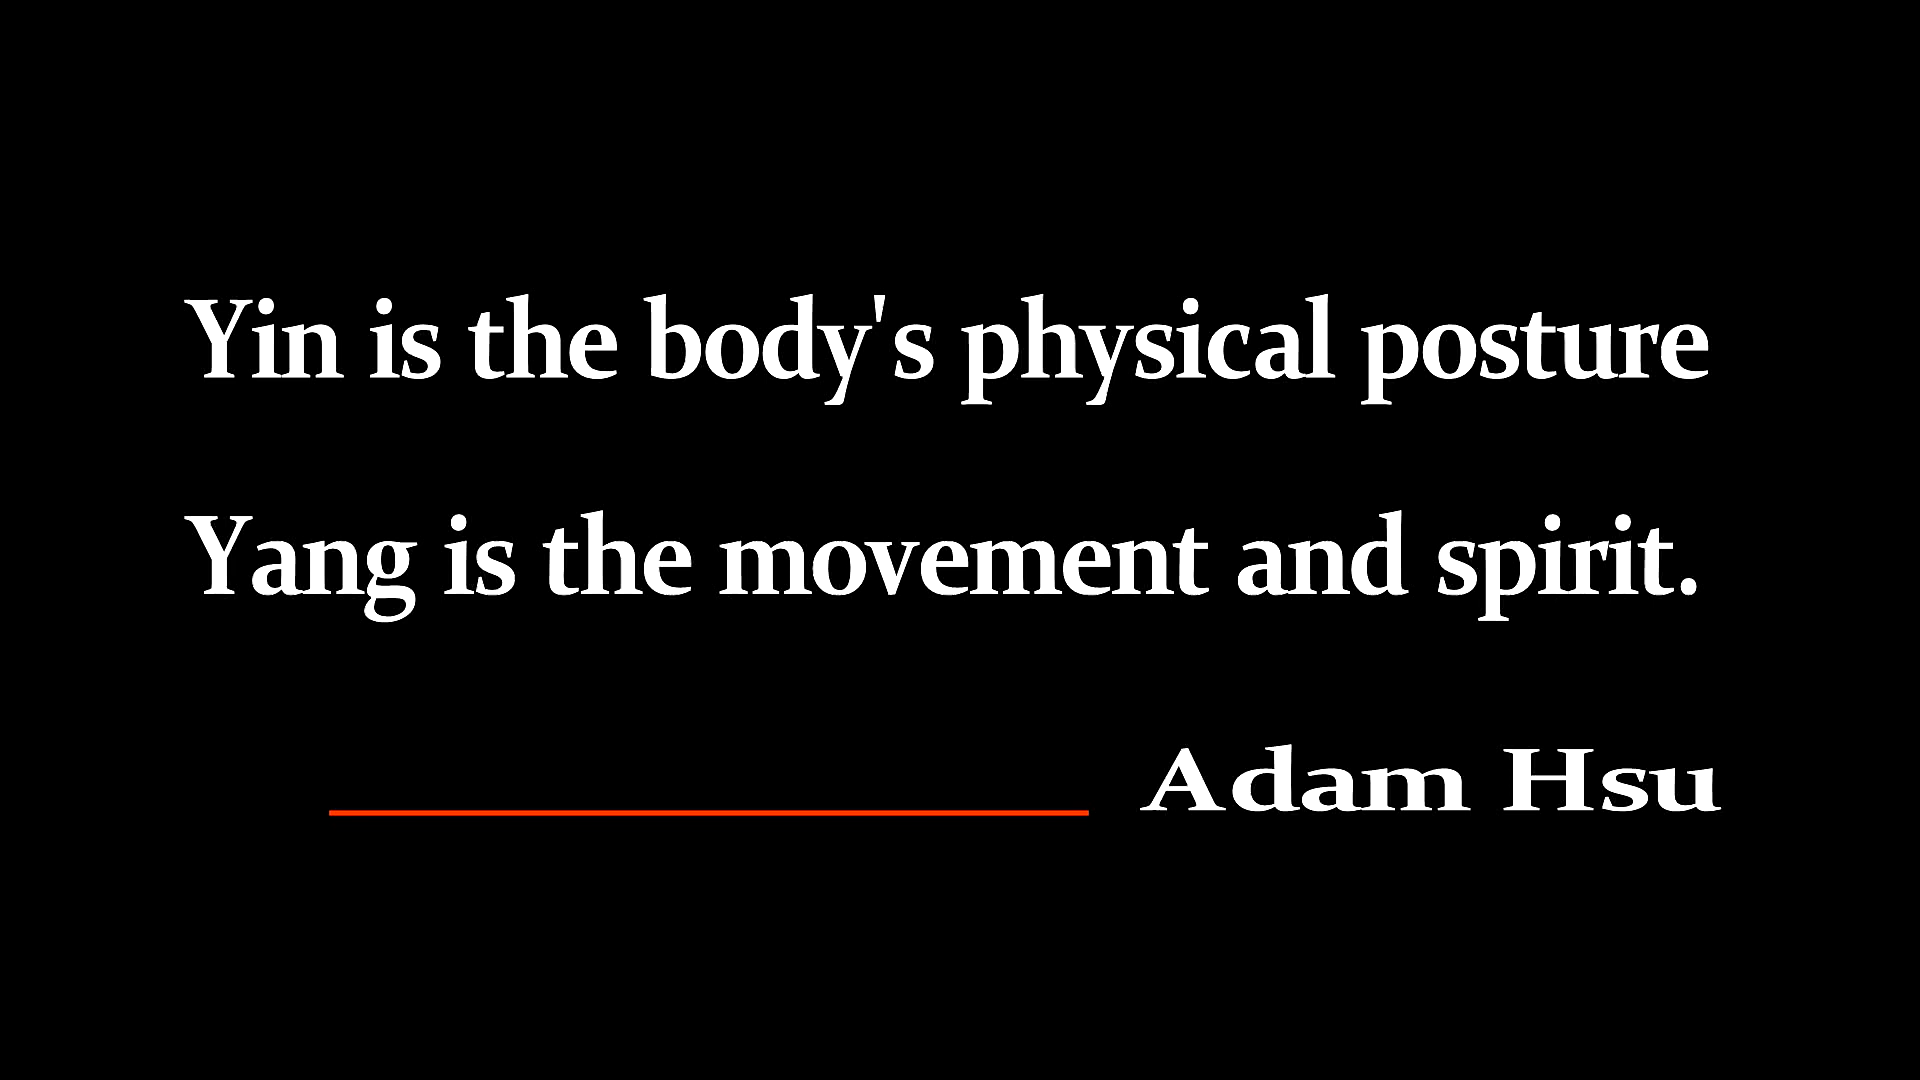 Yin is the body's physical posture
Yang is the movement and spirit.
Adam Hsu